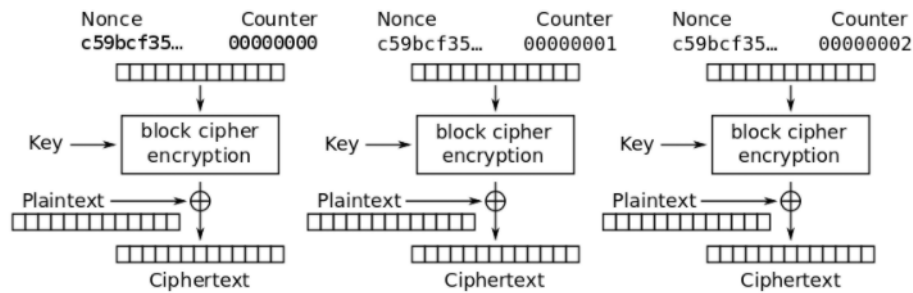 Nonce Counter Nonce Counter Nonce Counter
c59bcf35… 00000000 c59bcf35… 00000001 c59bcf35… 00000002
block cipher block cipher block cipher
Key encryption Key encryption Key encryption
Plaintext Plaintext Plaintext
Ciphertext Ciphertext Ciphertext